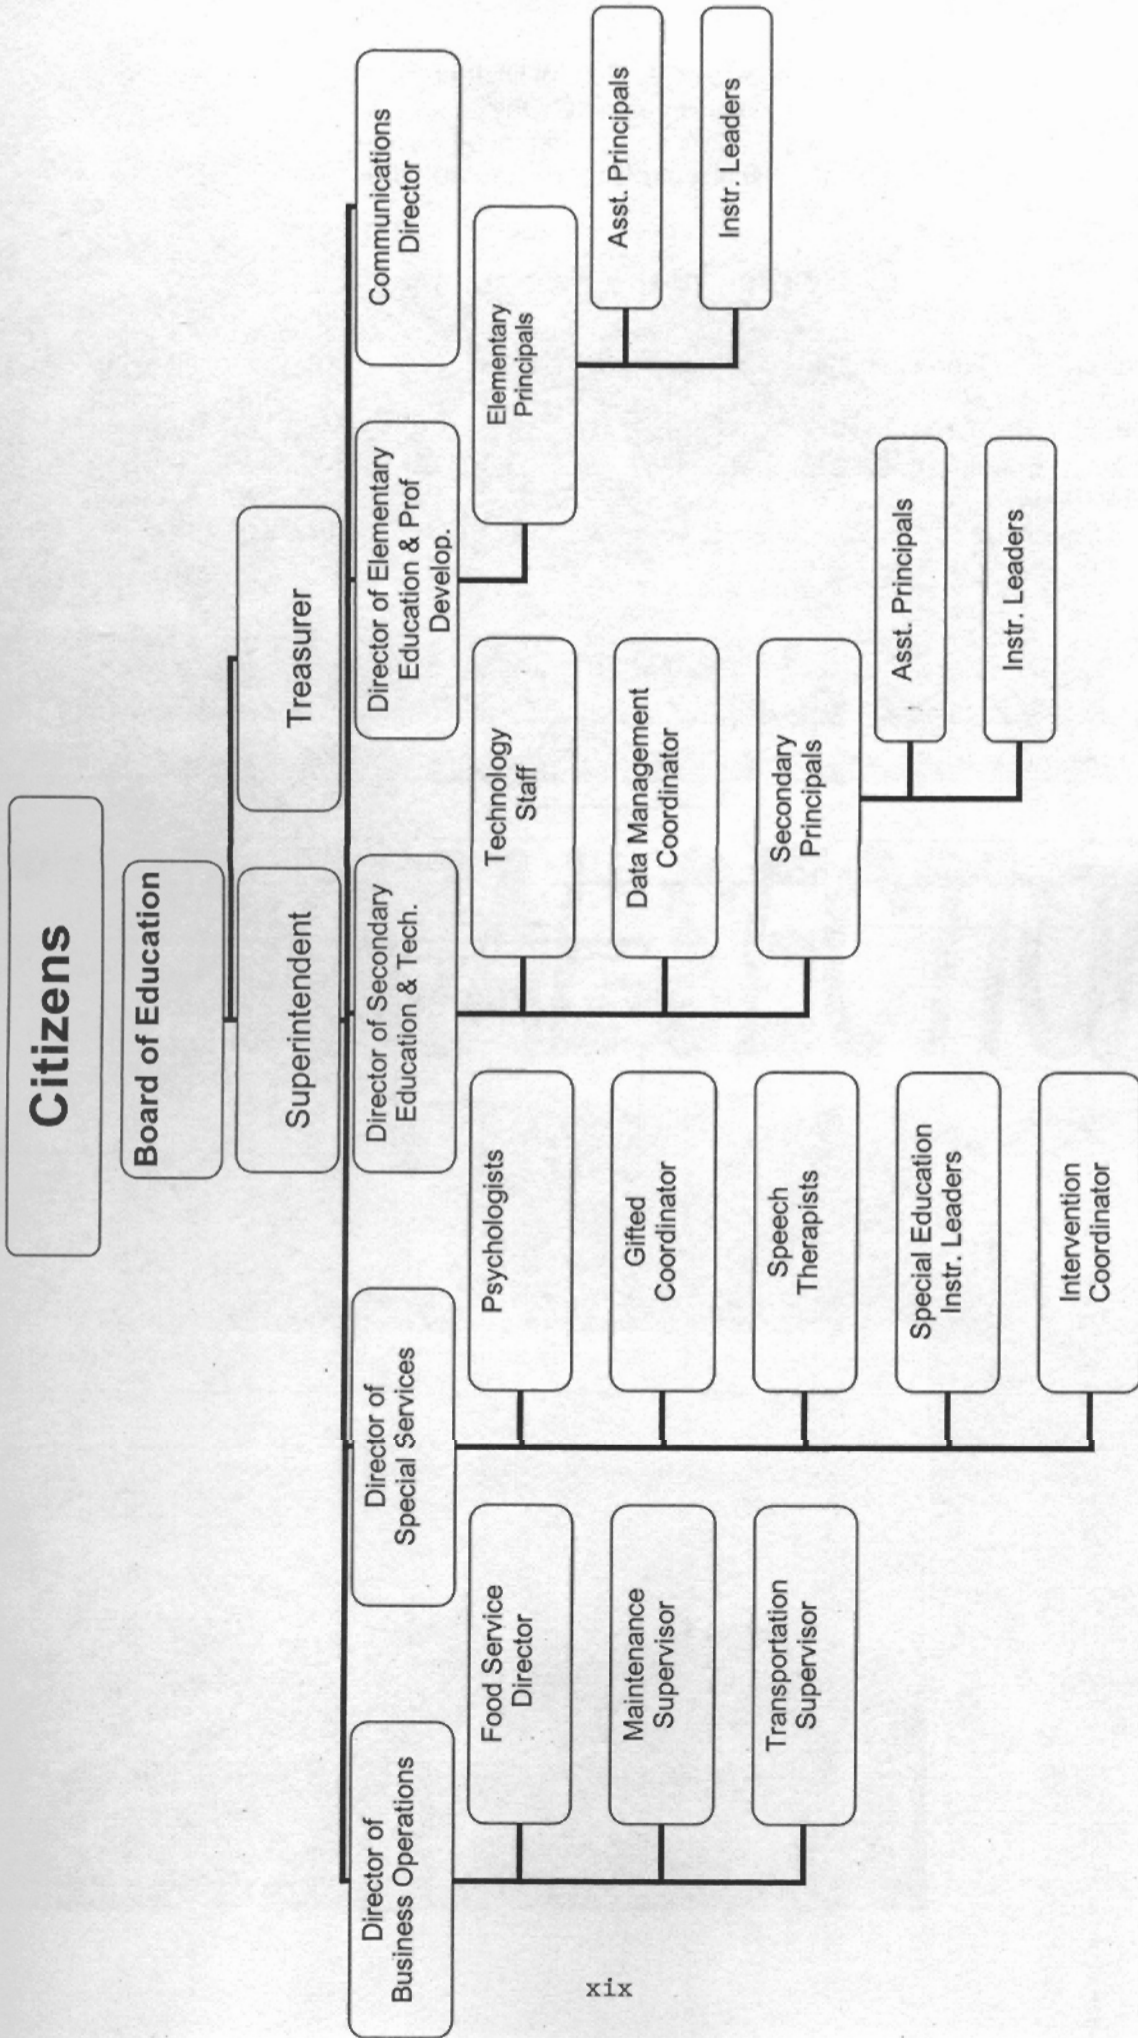 Citizens
Board of Education
Superintendent
Treasurer
Director of
Business Operations
Director of
Special Services
Director of Secondary
Education & Tech.
Director of Elementary
Education & Prof
Develop.
Communications
Director
Food Service
Director
Maintenance
Supervisor
Transportation
Supervisor
Psychologists
Gifted
Coordinator
Speech
Therapists
Special Education
Instr. Leaders
Intervention
Coordinator
Technology
Staff
Data Management
Coordinator
Secondary
Principals
Asst. Principals
Instr. Leaders
Elementary
Principals
Asst. Principals
Instr. Leaders
xix